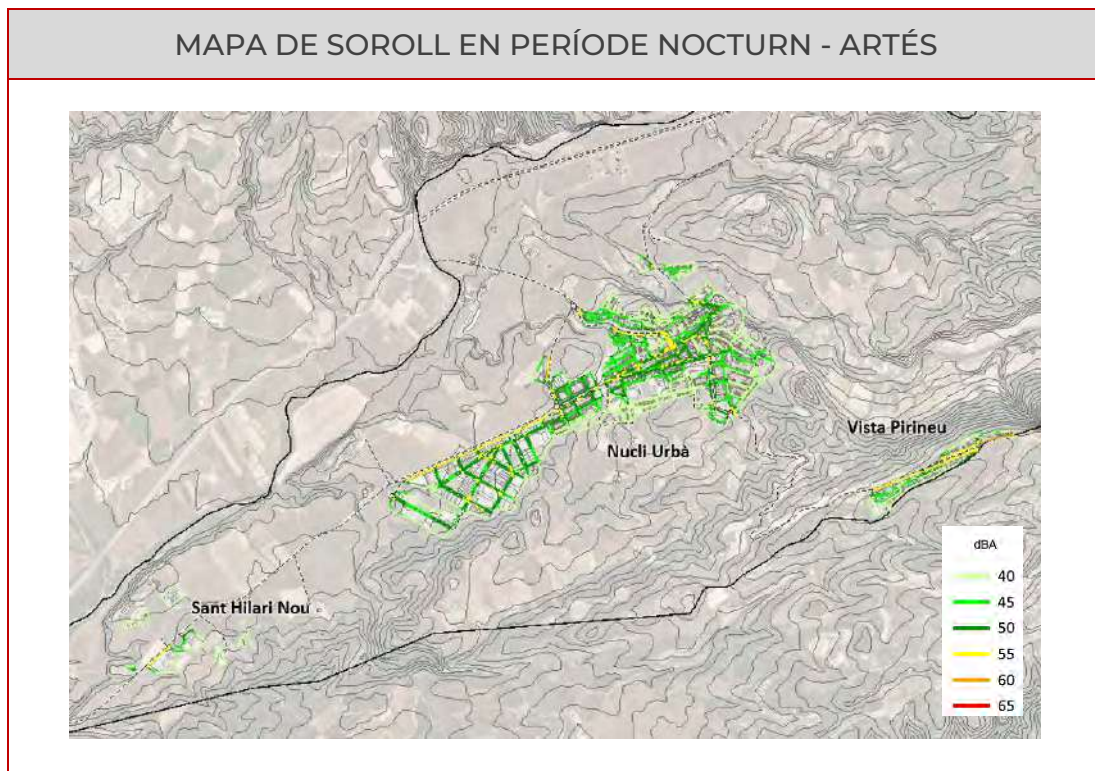 MAPA DE SOROLL EN PERÍODE NOCTURN - ARTÉS
Vista Pirineu
Nucli Urbà
Sant Hilari Nou
dBA
40
45
50
55
60
65